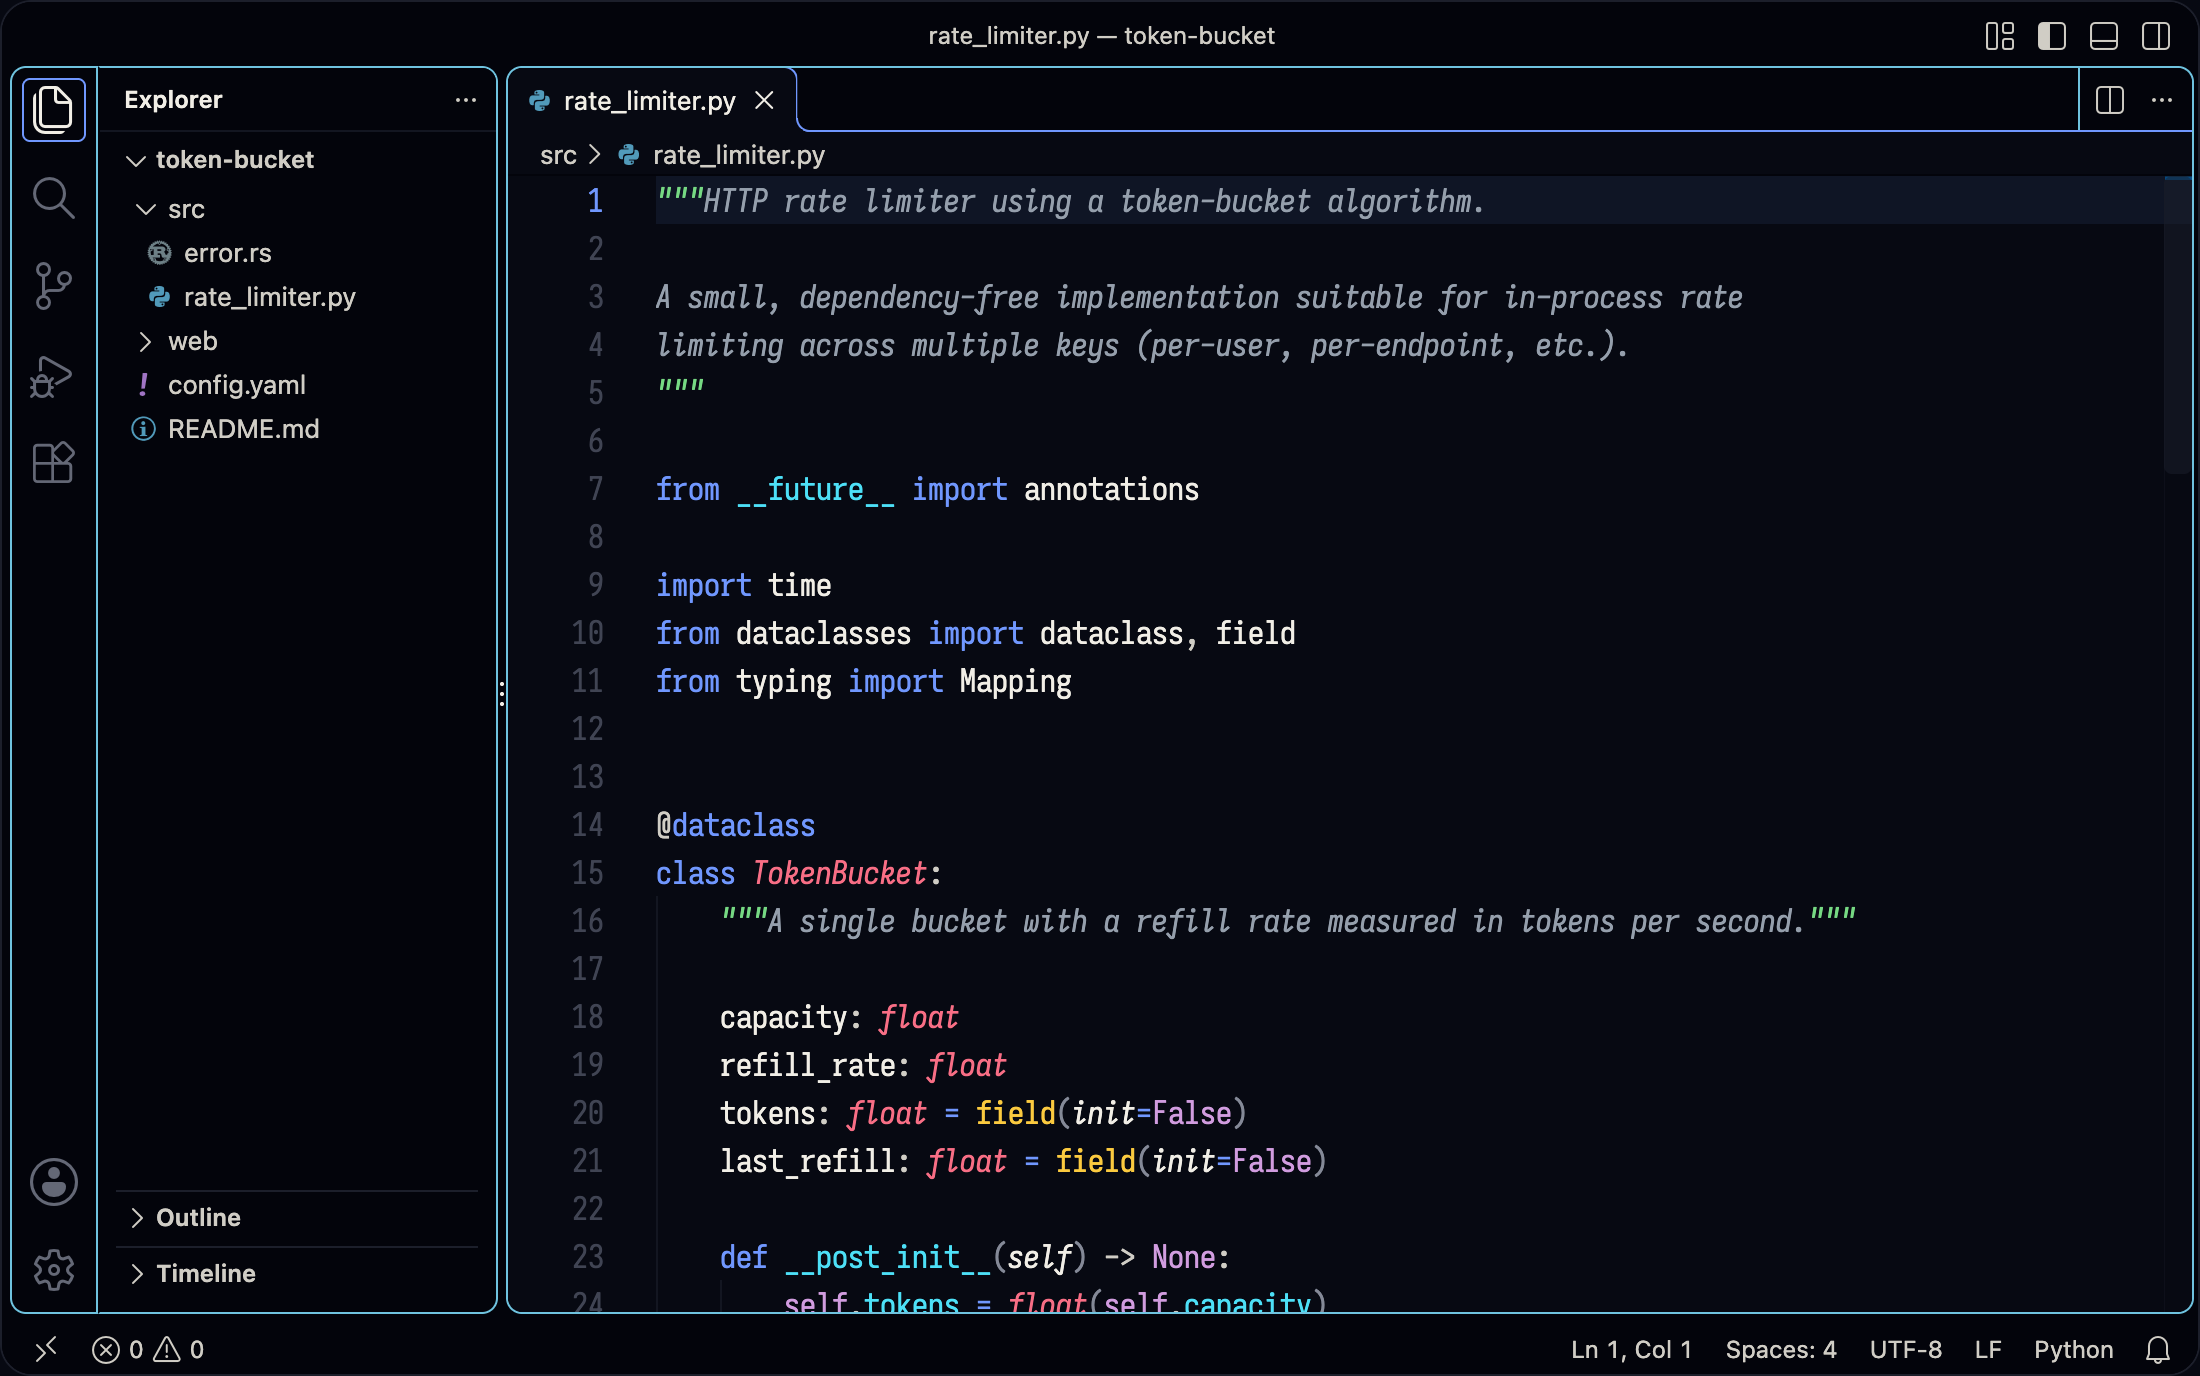 rate_limiter.py — token-bucket
Explorer
token-bucket
src
error.rs
rate_limiter.py
web
config.yaml
README.md
Outline
Timeline
rate_limiter.py
src > rate_limiter.py
1 """HTTP rate limiter using a token-bucket algorithm.
2
3 A small, dependency-free implementation suitable for in-process rate
4 limiting across multiple keys (per-user, per-endpoint, etc.).
5 """
6
7 from __future__ import annotations
8
9 import time
10 from dataclasses import dataclass, field
11 from typing import Mapping
12
13
14 @dataclass
15 class TokenBucket:
16     """A single bucket with a refill rate measured in tokens per second."""
17
18     capacity: float
19     refill_rate: float
20     tokens: float = field(init=False)
21     last_refill: float = field(init=False)
22
23     def __post_init__(self) -> None:
24         self.tokens = float(self.capacity)
0 0
Ln 1, Col 1 Spaces: 4 UTF-8 LF Python